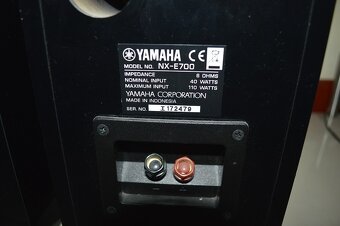 YAMAHA CE
MODEL NO. NX-E700
IMPEDANCE 6 OHMS
NOMINAL INPUT 40 WATTS
MAXIMUM INPUT 110 WATTS
YAMAHA CORPORATION
MADE IN INDONESIA
SER. NO. I172479